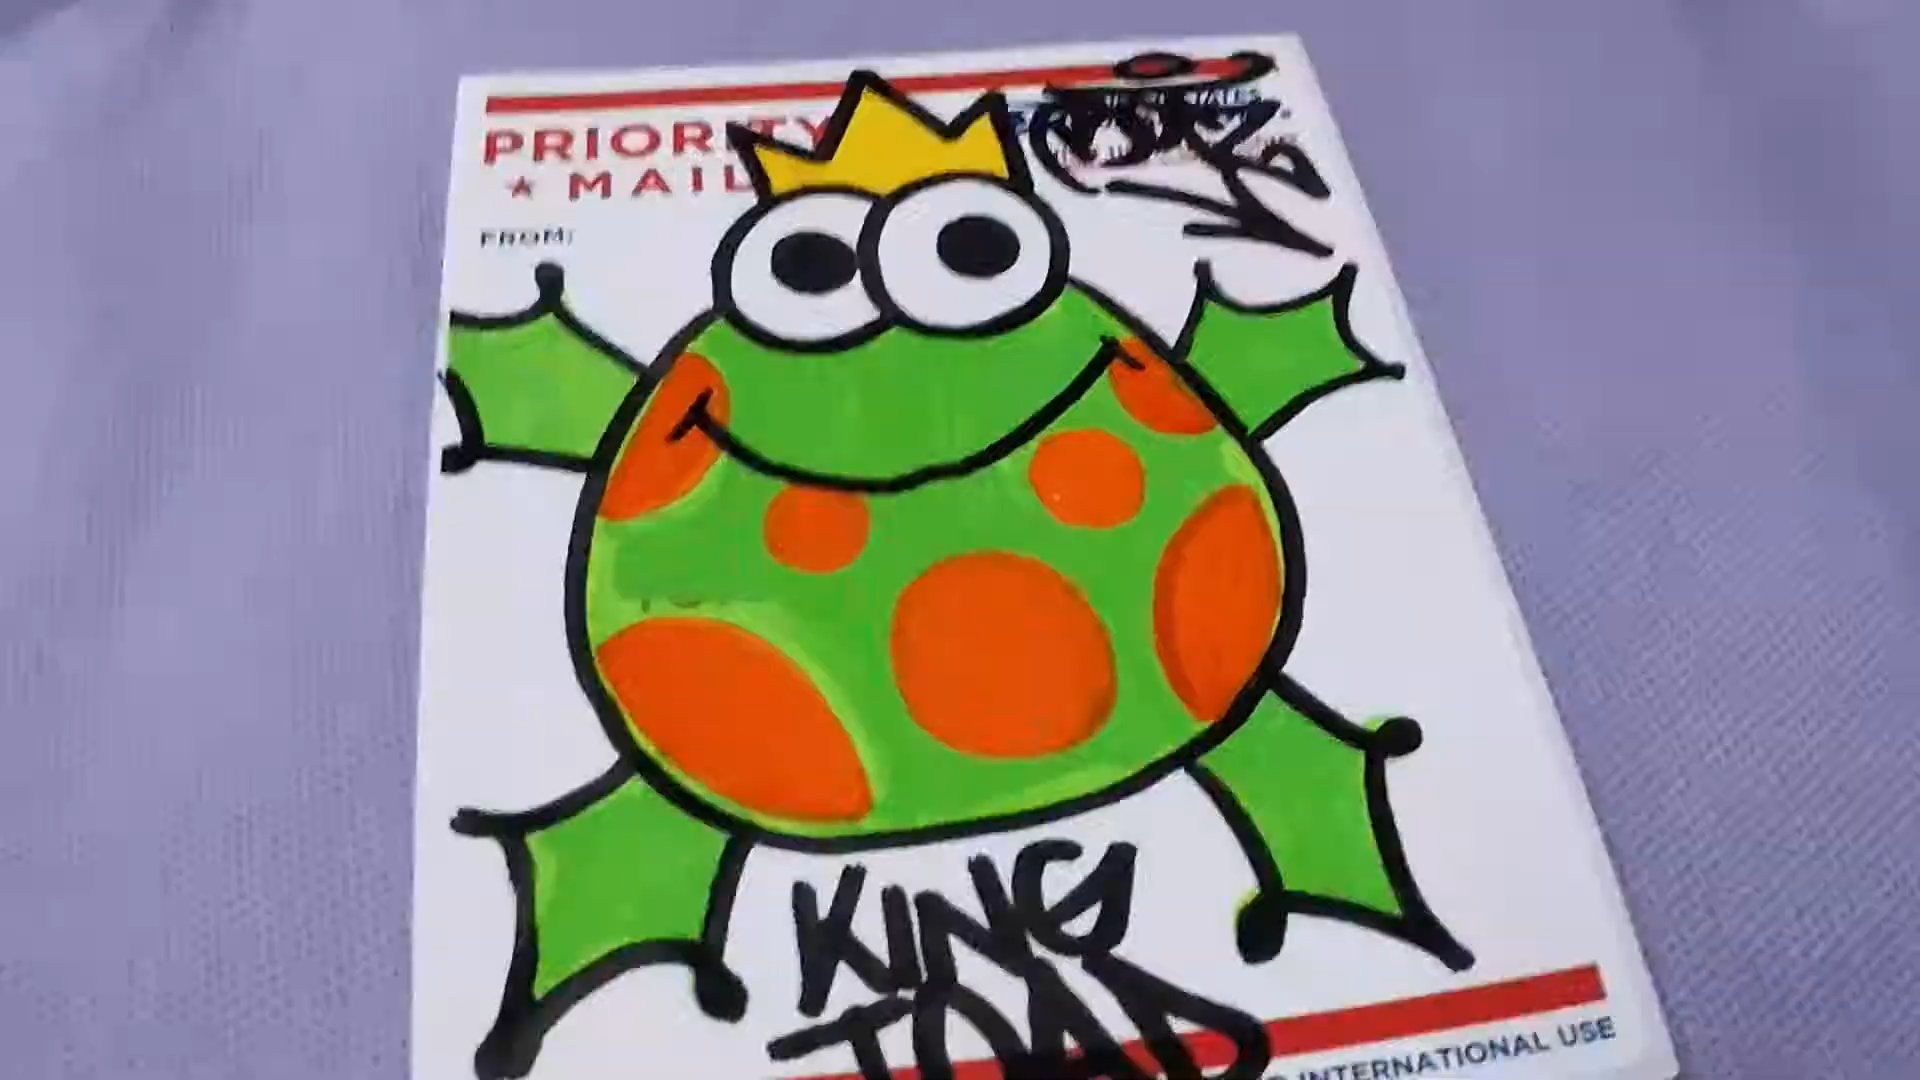 PRIORITY
★ MAIL
FROM:
KING
TOAD
INTERNATIONAL USE